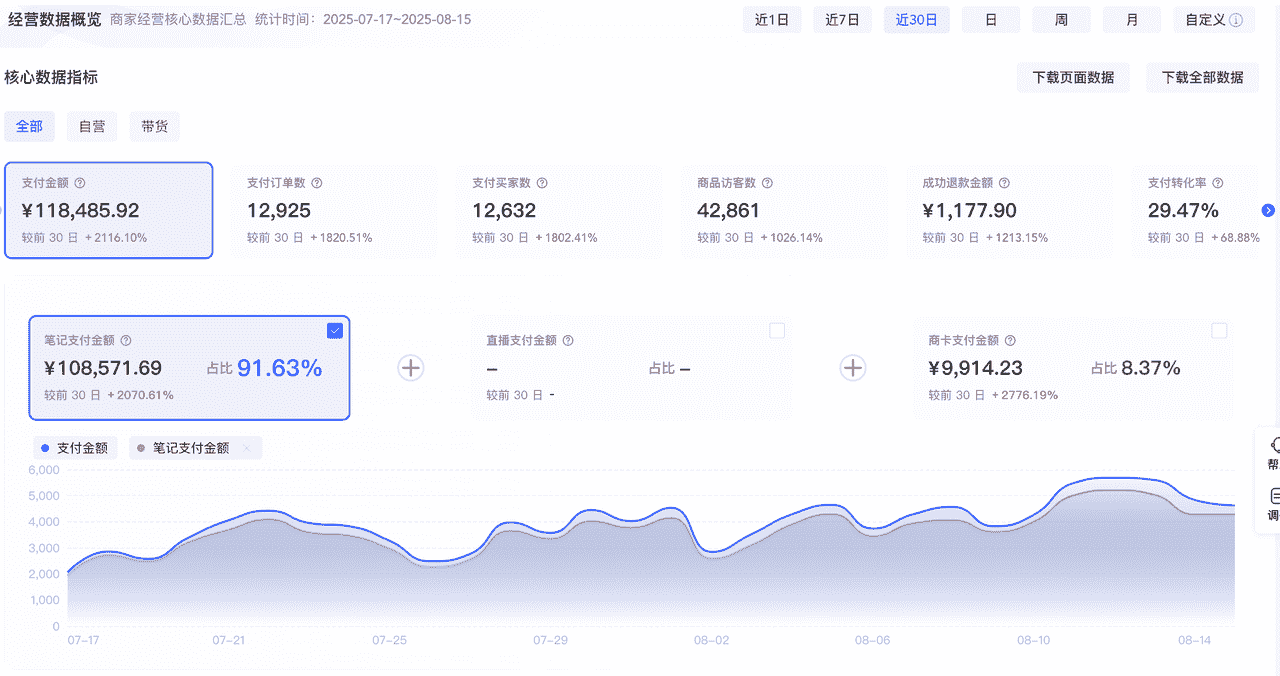 经营数据概览 商家经营核心数据汇总 统计时间：2025-07-17~2025-08-15 近1日 近7日 近30日 日 周 月 自定义
核心数据指标 下载页面数据 下载全部数据
全部 自营 带货
支付金额 支付订单数 支付买家数 商品访客数 成功退款金额 支付转化率
¥118,485.92 12,925 12,632 42,861 ¥1,177.90 29.47%
较前 30 日 +2116.10% 较前 30 日 +1820.51% 较前 30 日 +1802.41% 较前 30 日 +1026.14% 较前 30 日 +1213.15% 较前 30 日 +68.88%
笔记支付金额 直播支付金额 商卡支付金额
¥108,571.69 占比 91.63% – 占比 – ¥9,914.23 占比 8.37%
较前 30 日 +2070.61% 较前 30 日 - 较前 30 日 +2776.19%
支付金额 笔记支付金额
6,000
5,000
4,000
3,000
2,000
1,000
0
07-17 07-21 07-25 07-29 08-02 08-06 08-10 08-14
帮
调